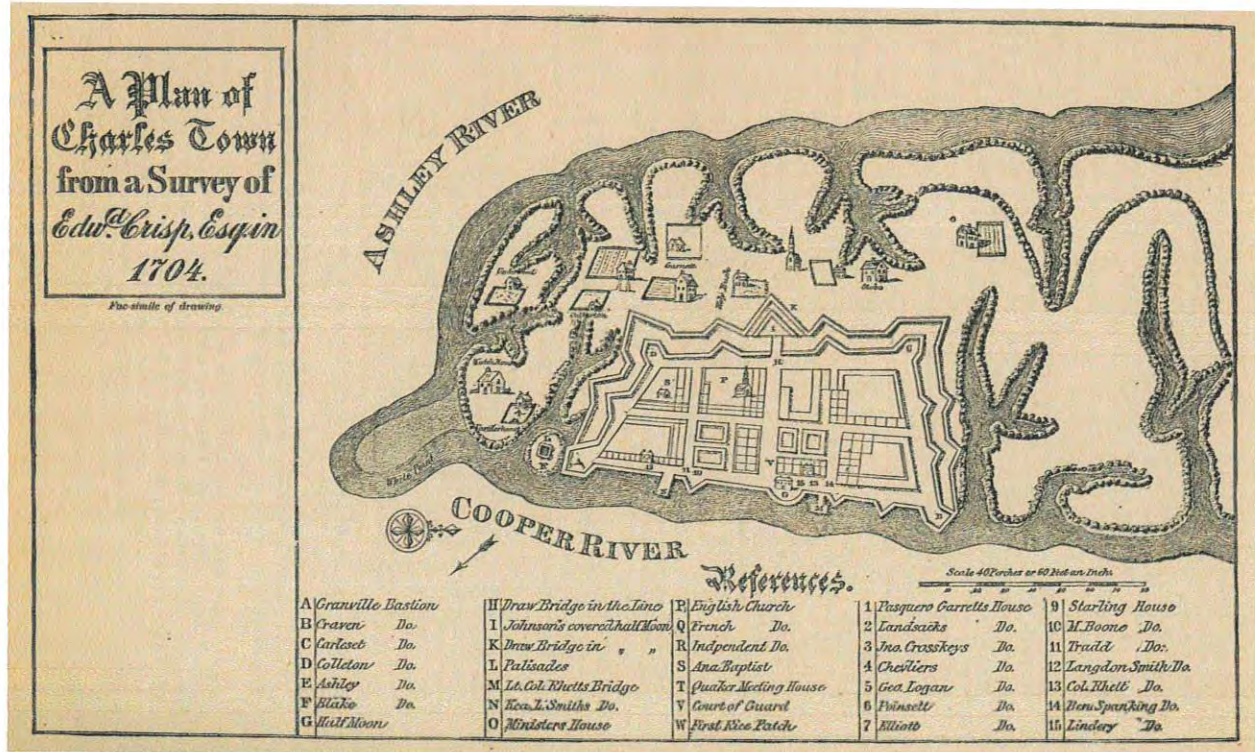 A Plan of
Charles Town
from a Survey of
Edwd. Crisp, Esq. in
1704.
Fac-simile of drawing.
ASHLEY RIVER
COOPER RIVER
White Point
References.
Scale 40 Perches or 60 Feet an Inch.
A Granville Bastion
B Craven Do.
C Carteset Do.
D Colleton Do.
E Ashley Do.
F Blake Do.
G Half Moon
H Draw Bridge in the Line
I Johnson's covered half Moon
K Draw Bridge in " "
L Palisades
M Lt. Col. Rhetts Bridge
N Kea. L. Smiths Do.
O Ministers House
P English Church
Q French Do.
R Indpendent Do.
S Ana Baptist
T Quaker Meeting House
V Court of Guard
W First Rice Patch
1 Pasquero Garretts House
2 Landsacks Do.
3 Jno. Crosskeys Do.
4 Chevliers Do.
5 Geo. Logan Do.
6 Poinsett Do.
7 Elliott Do.
9 Starling House
10 M. Boone Do.
11 Tradd Do.
12 Langdon Smith Do.
13 Col. Rhett Do.
14 Ben: Spanking Do.
15 Lindery Do.